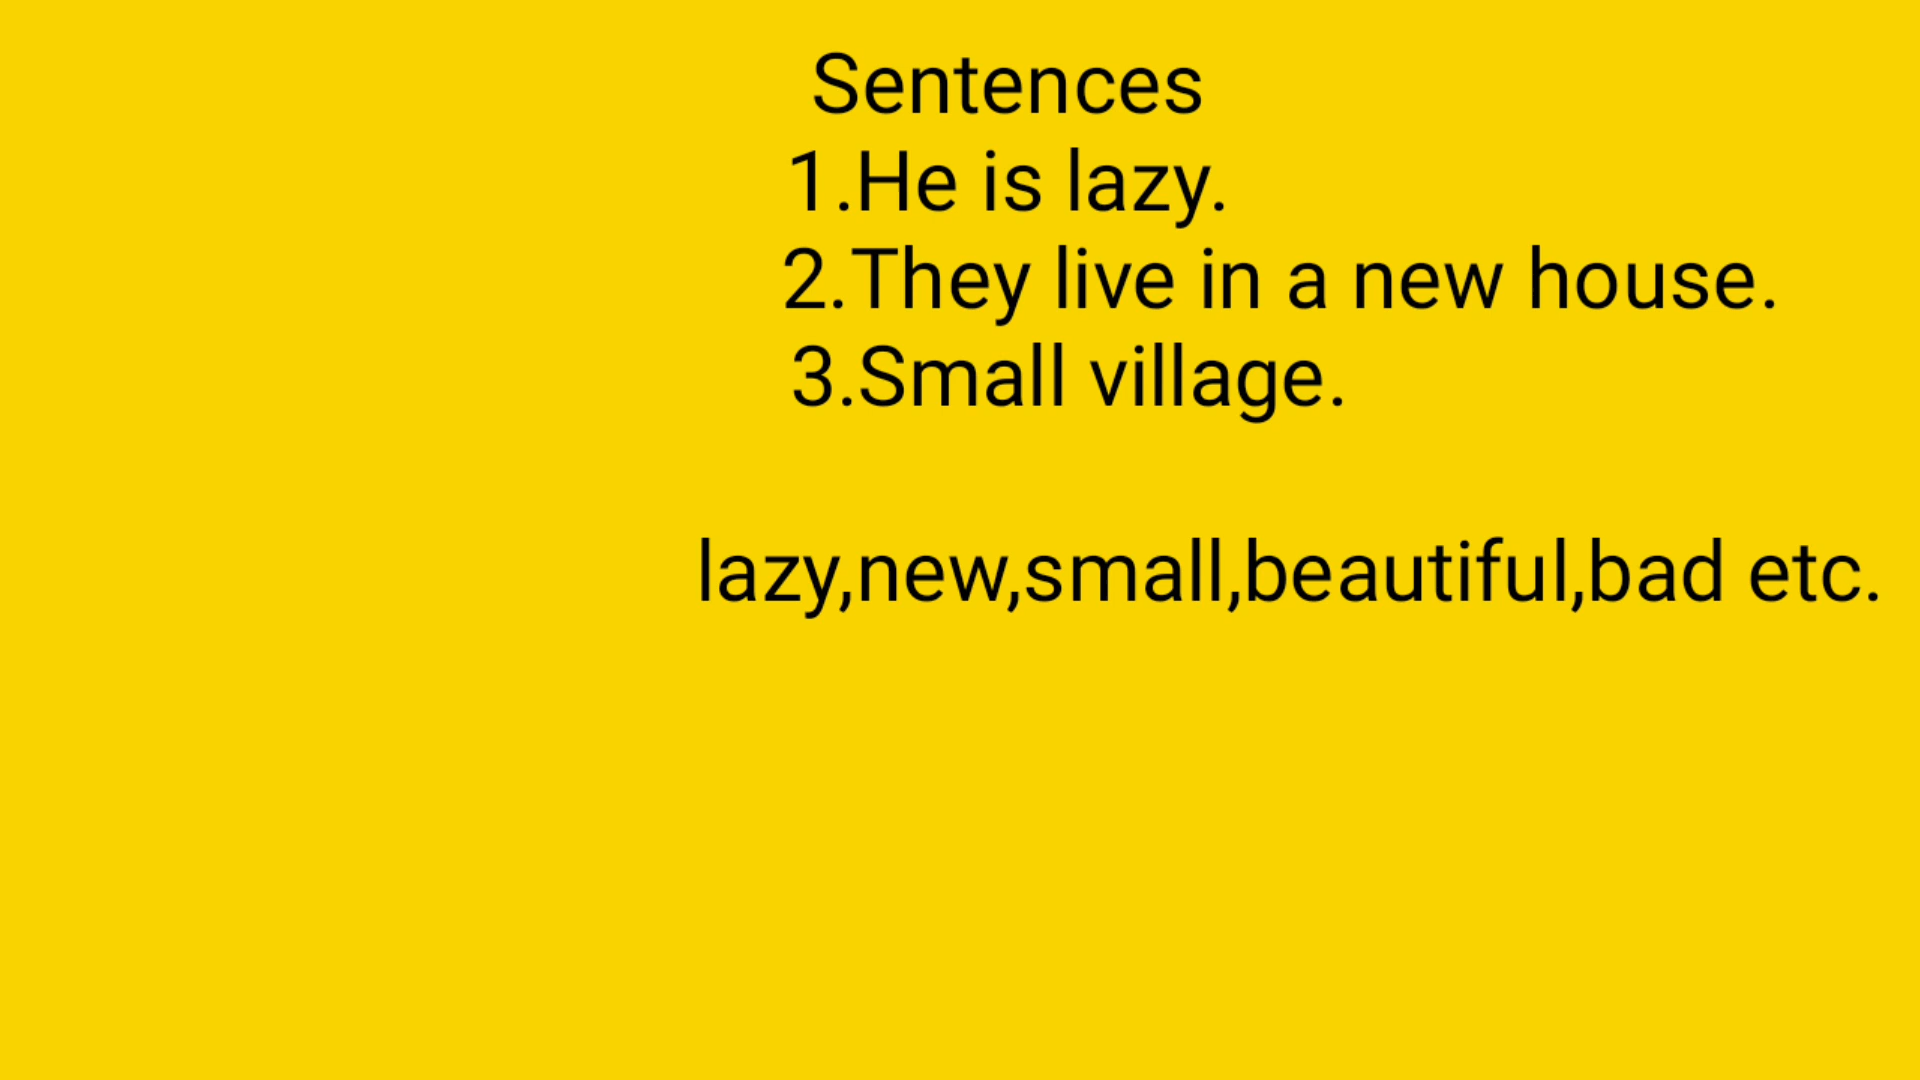 Sentences
1.He is lazy.
2.They live in a new house.
3.Small village.
lazy,new,small,beautiful,bad etc.